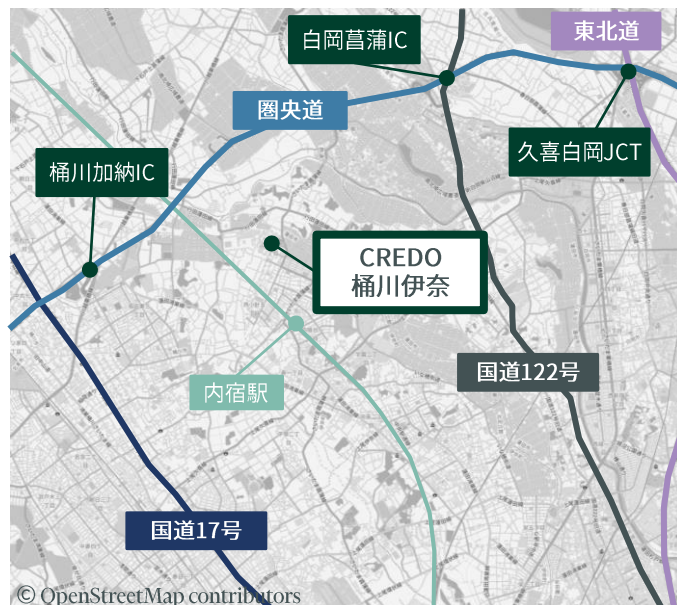 東北道
白岡菖蒲IC
圏央道
久喜白岡JCT
桶川加納IC
CREDO
桶川伊奈
国道122号
内宿駅
国道17号
© OpenStreetMap contributors